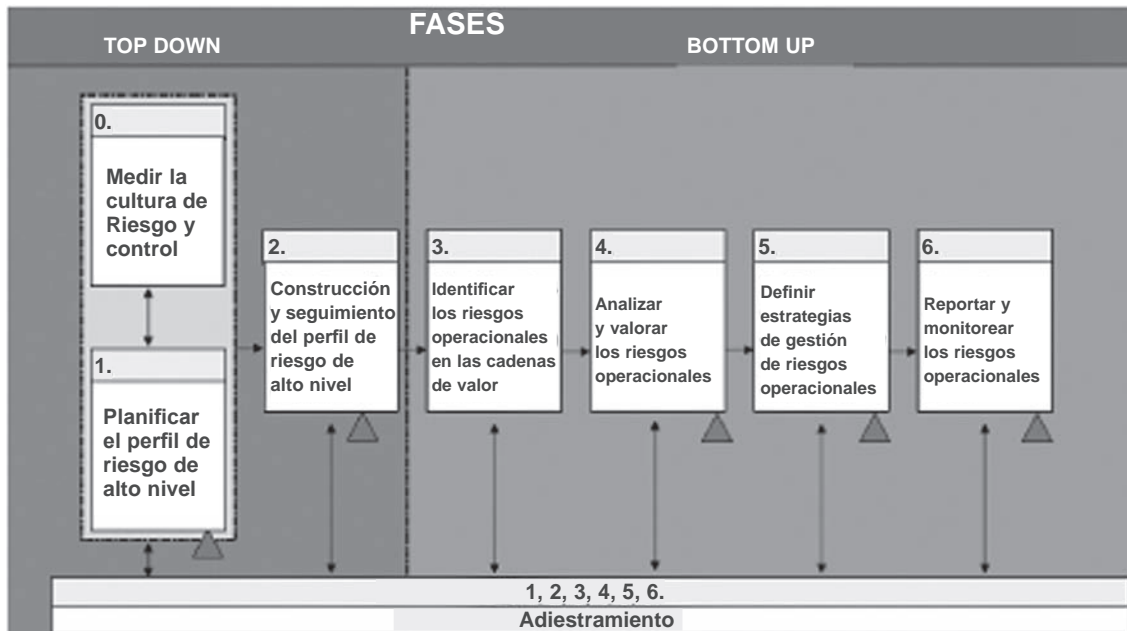 FASES
TOP DOWN
BOTTOM UP
0.
Medir la
cultura de
Riesgo y
control
1.
Planificar
el perfil de
riesgo de
alto nivel
2.
Construcción
y seguimiento
del perfil de
riesgo de
alto nivel
3.
Identificar
los riesgos
operacionales
en las cadenas
de valor
4.
Analizar
y valorar
los riesgos
operacionales
5.
Definir
estrategias
de gestión
de riesgos
operacionales
6.
Reportar y
monitorear
los riesgos
operacionales
1, 2, 3, 4, 5, 6.
Adiestramiento